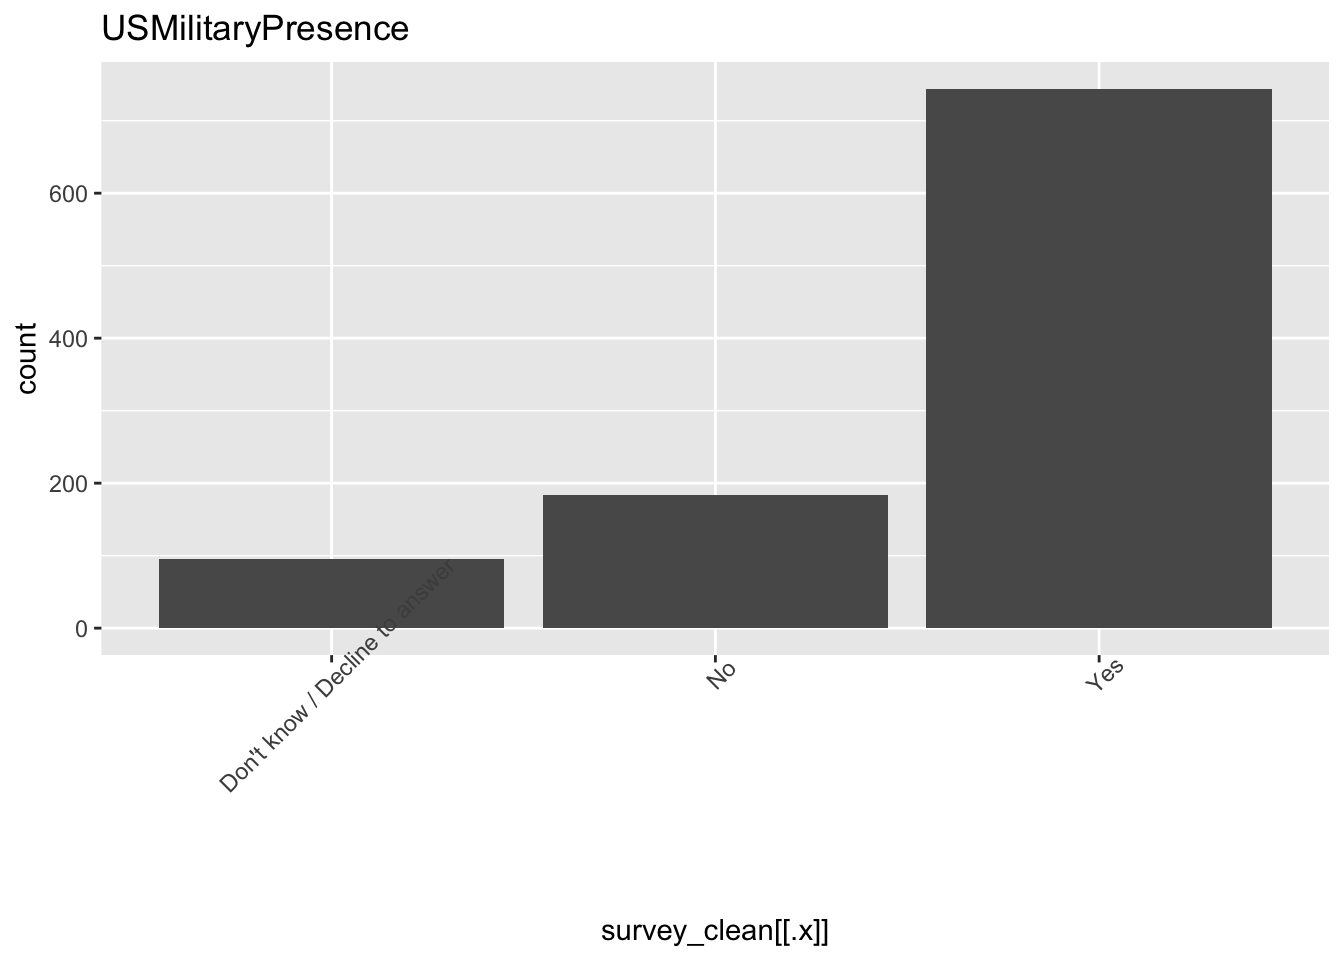 USMilitaryPresence
count
600
400
200
0
Don't know / Decline to answer
No
Yes
survey_clean[[.x]]